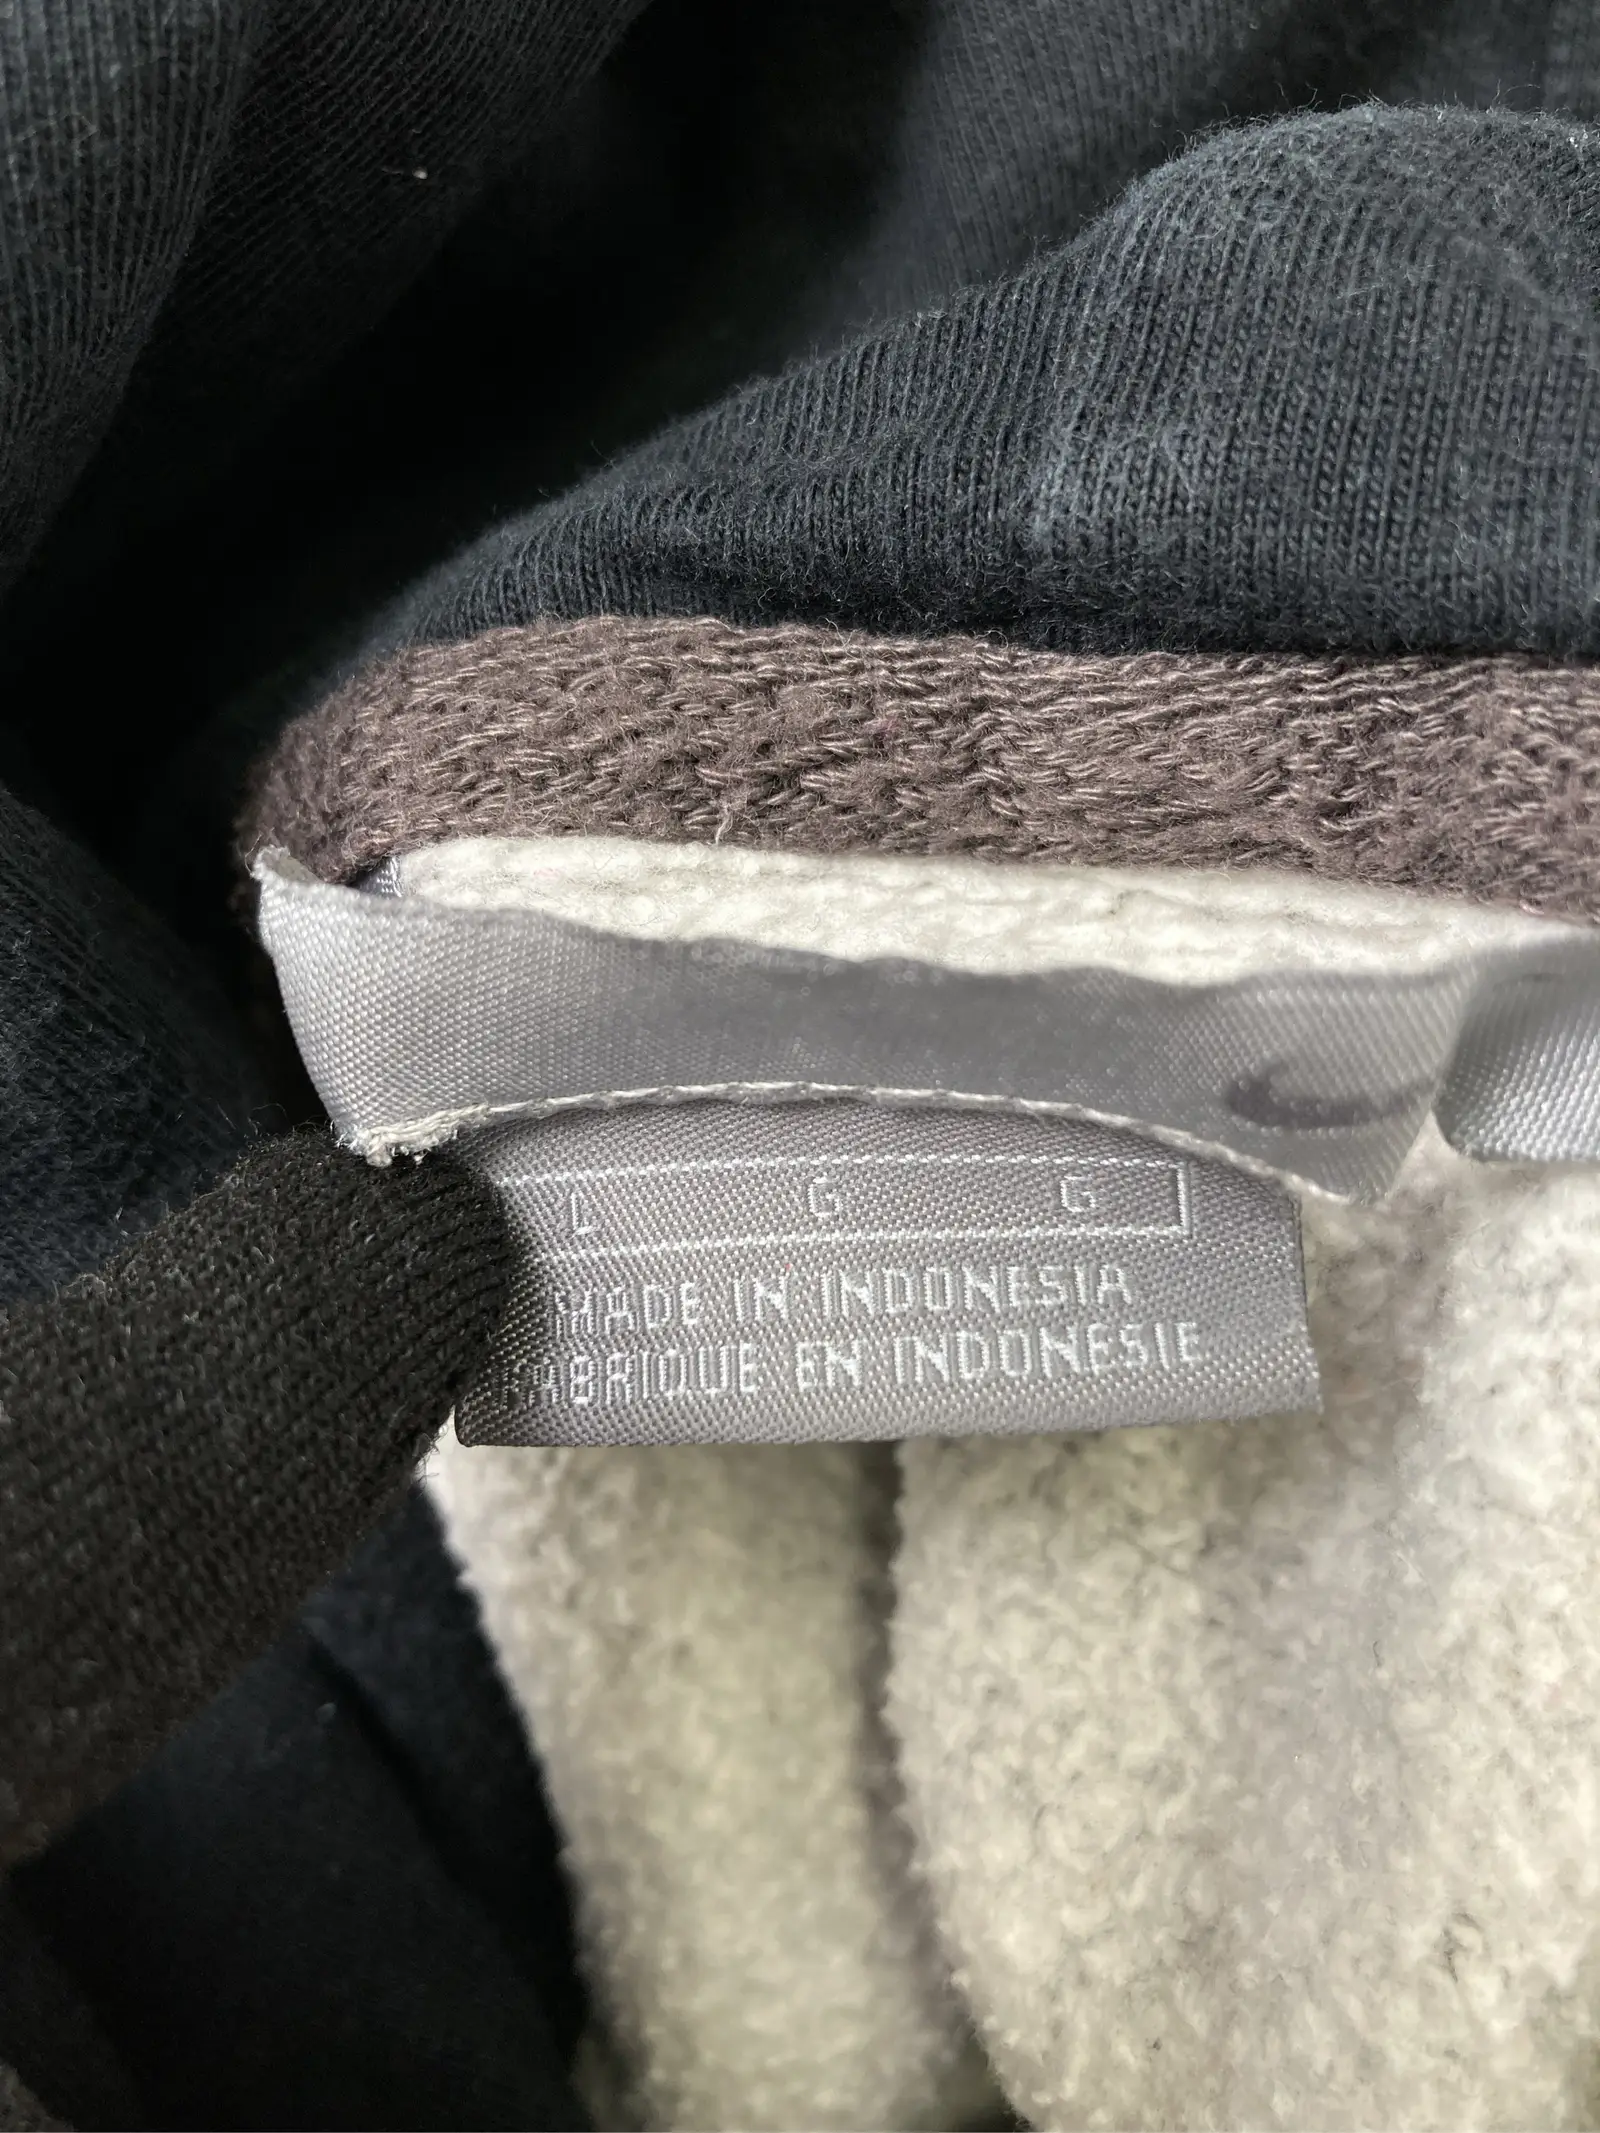 L G G
MADE IN INDONESIA
FABRIQUE EN INDONESIE